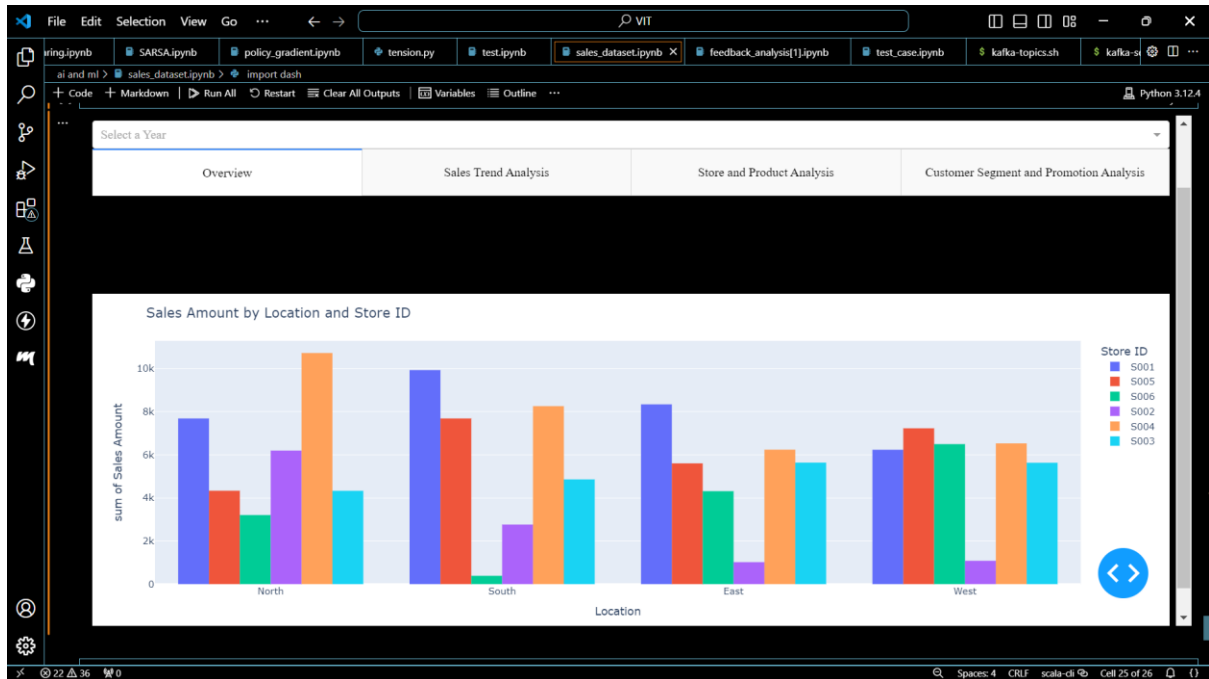 File Edit Selection View Go ··· ← → VIT
ring.ipynb SARSA.ipynb policy_gradient.ipynb tension.py test.ipynb sales_dataset.ipynb feedback_analysis[1].ipynb test_case.ipynb kafka-topics.sh kafka-s
ai and ml > sales_dataset.ipynb > import dash
+ Code + Markdown Run All Restart Clear All Outputs Variables Outline ··· Python 3.12.4
Select a Year
Overview Sales Trend Analysis Store and Product Analysis Customer Segment and Promotion Analysis
Sales Amount by Location and Store ID
Store ID
S001
S005
S006
S002
S004
S003
sum of Sales Amount
10k
8k
6k
4k
2k
0
North South East West
Location
22 36 0 Spaces: 4 CRLF scala-cli Cell 25 of 26